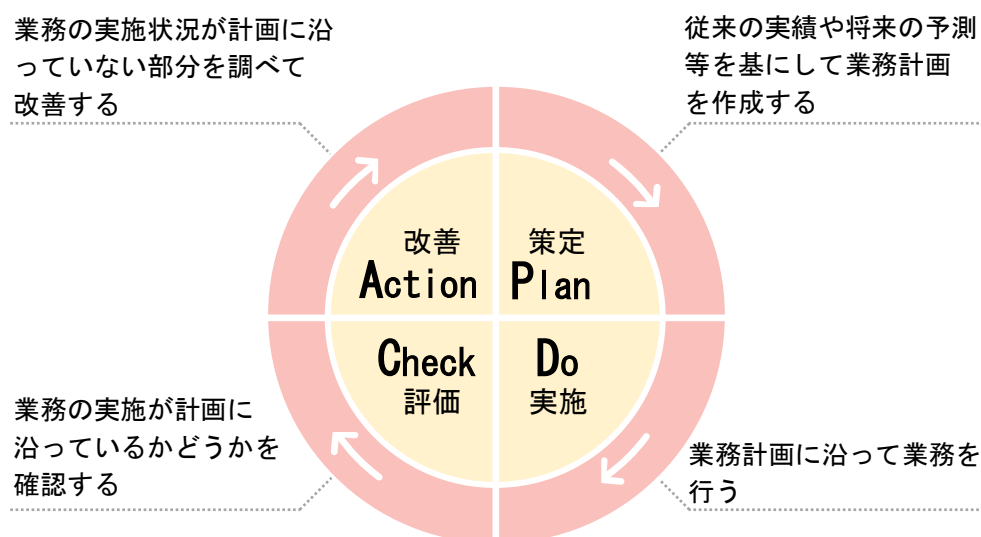 業務の実施状況が計画に沿
っていない部分を調べて
改善する
従来の実績や将来の予測
等を基にして業務計画
を作成する
改善
Action
策定
Plan
Check
評価
Do
実施
業務の実施が計画に
沿っているかどうかを
確認する
業務計画に沿って業務を
行う